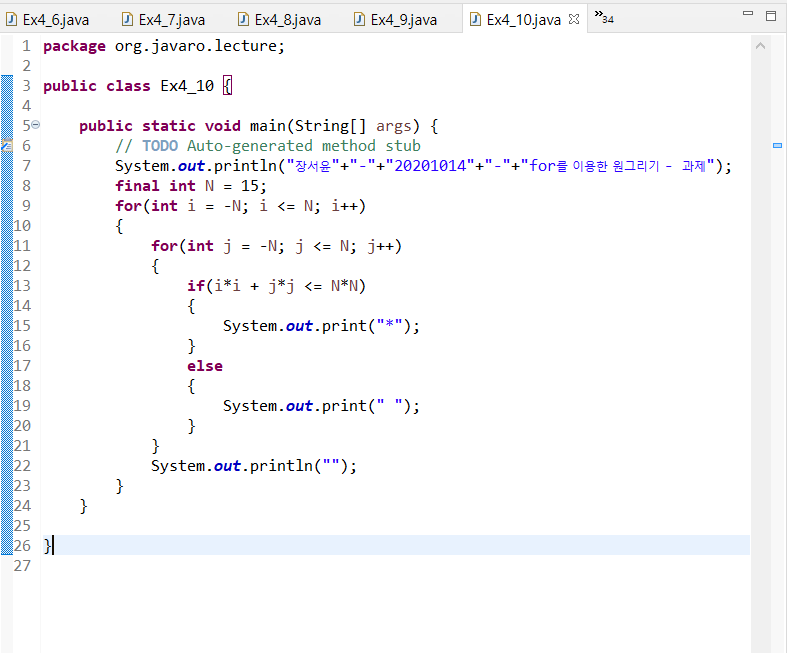 Ex4_6.java Ex4_7.java Ex4_8.java Ex4_9.java Ex4_10.java »34
1 package org.javaro.lecture;
2
3 public class Ex4_10 {
4
5 public static void main(String[] args) {
6 // TODO Auto-generated method stub
7 System.out.println("장서윤"+"-"+"20201014"+"-"+"for를 이용한 원그리기 - 과제");
8 final int N = 15;
9 for(int i = -N; i <= N; i++)
10 {
11 for(int j = -N; j <= N; j++)
12 {
13 if(i*i + j*j <= N*N)
14 {
15 System.out.print("*");
16 }
17 else
18 {
19 System.out.print(" ");
20 }
21 }
22 System.out.println("");
23 }
24 }
25
26 }
27